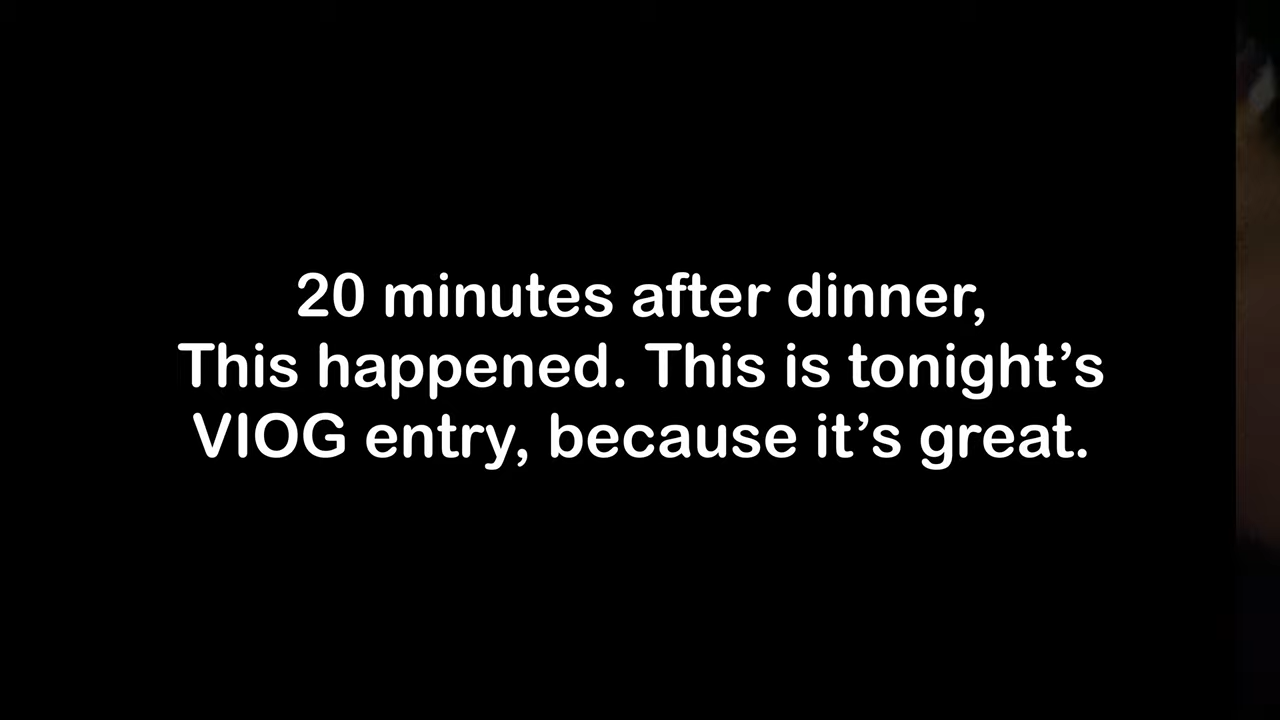 20 minutes after dinner,
This happened. This is tonight’s
VIOG entry, because it’s great.